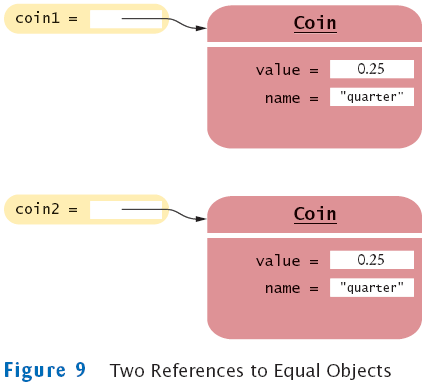 coin1 =
Coin
value = 0.25
name = "quarter"
coin2 =
Coin
value = 0.25
name = "quarter"
Figure 9 Two References to Equal Objects